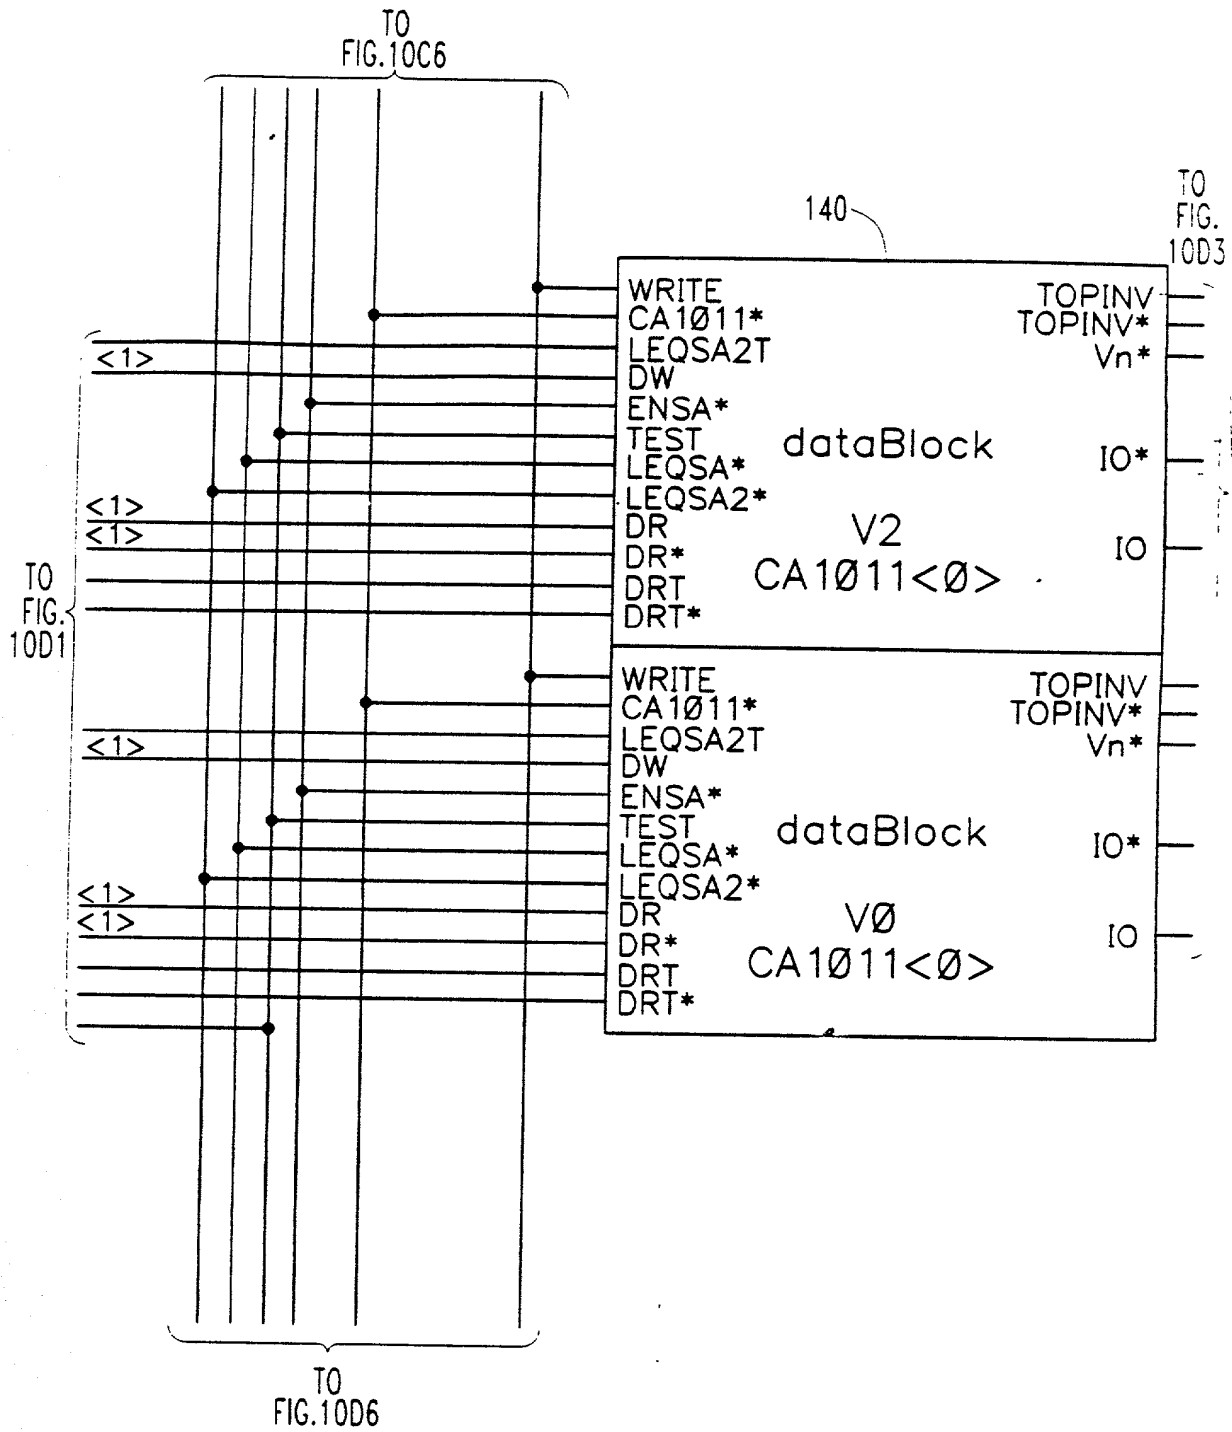 TO
FIG.10C6
140
TO
FIG.
10D3
WRITE
CA1Ø11*
LEQSA2T
<1>
DW
ENSA*
TEST
LEQSA*
LEQSA2*
<1>
DR
<1>
DR*
DRT
DRT*
dataBlock
V2
CA1Ø11<Ø>
TOPINV
TOPINV*
Vn*
IO*
IO
TO
FIG.
10D1
WRITE
CA1Ø11*
LEQSA2T
<1>
DW
ENSA*
TEST
LEQSA*
LEQSA2*
<1>
DR
<1>
DR*
DRT
DRT*
dataBlock
VØ
CA1Ø11<Ø>
TOPINV
TOPINV*
Vn*
IO*
IO
TO
FIG.10D6